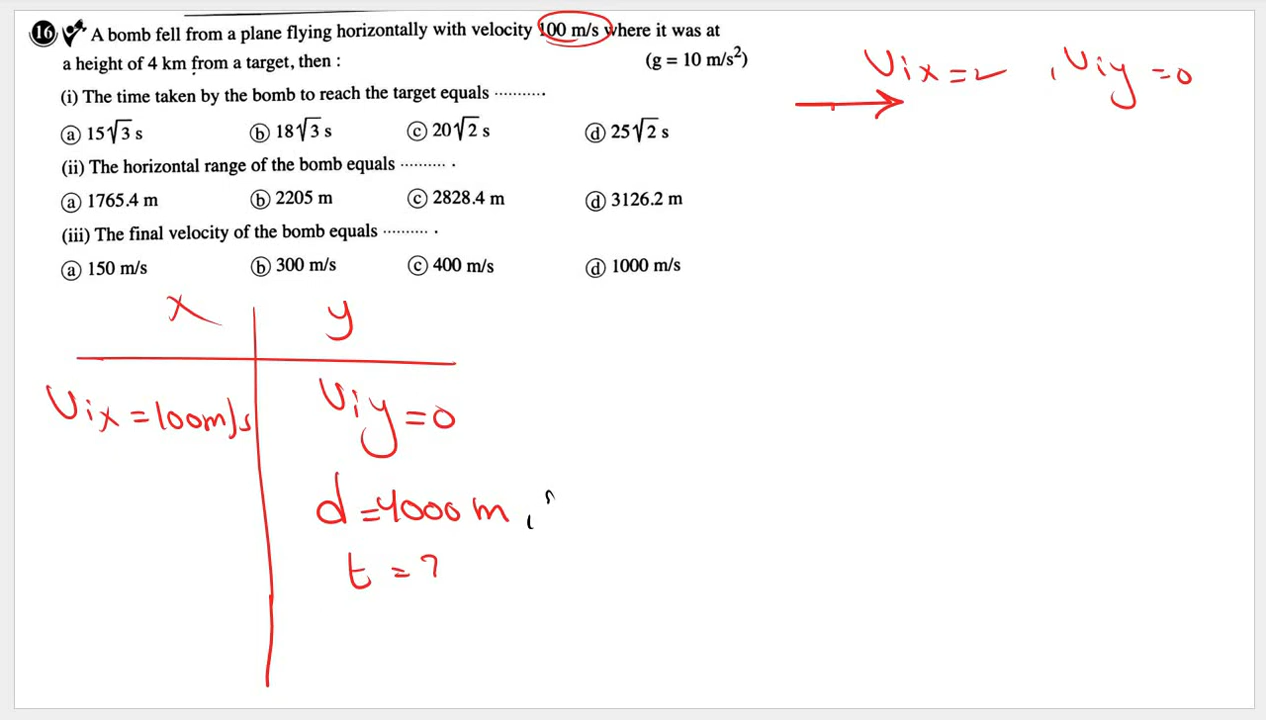 16 A bomb fell from a plane flying horizontally with velocity 100 m/s where it was at
a height of 4 km from a target, then : (g = 10 m/s²)
(i) The time taken by the bomb to reach the target equals ..........
ⓐ 15√3 s ⓑ 18√3 s ⓒ 20√2 s ⓓ 25√2 s
(ii) The horizontal range of the bomb equals .......... .
ⓐ 1765.4 m ⓑ 2205 m ⓒ 2828.4 m ⓓ 3126.2 m
(iii) The final velocity of the bomb equals .......... .
ⓐ 150 m/s ⓑ 300 m/s ⓒ 400 m/s ⓓ 1000 m/s
Vix = ✓ , Viy = 0
x y
Vix = 100m/s Viy = 0
d = 4000 m ,
t = ?